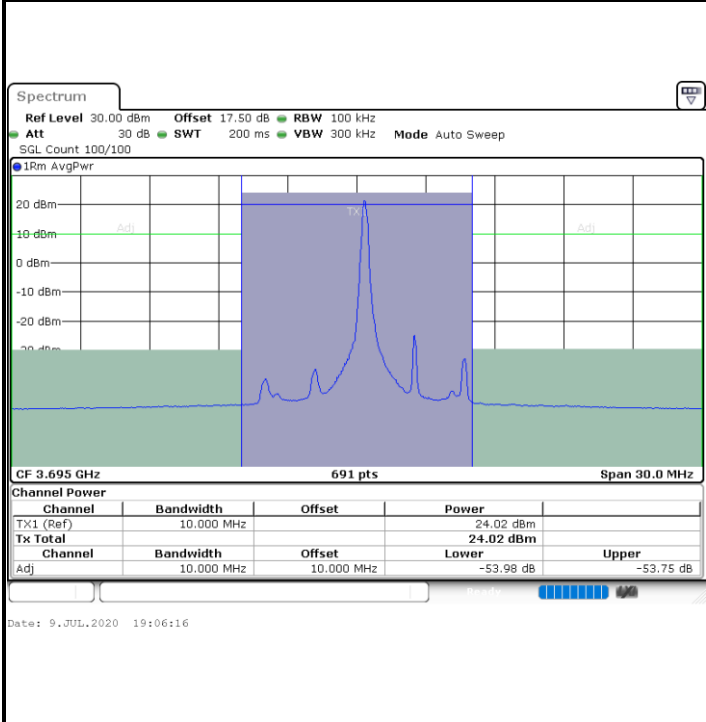 Spectrum
Ref Level 30.00 dBm Offset 17.50 dB RBW 100 kHz
Att 30 dB SWT 200 ms VBW 300 kHz Mode Auto Sweep
SGL Count 100/100
1Rm AvgPwr
20 dBm
TX1
Adj Adj
10 dBm
0 dBm
-10 dBm
-20 dBm
-30 dBm
CF 3.695 GHz 691 pts Span 30.0 MHz
Channel Power
Channel Bandwidth Offset Power
TX1 (Ref) 10.000 MHz 24.02 dBm
Tx Total 24.02 dBm
Channel Bandwidth Offset Lower Upper
Adj 10.000 MHz 10.000 MHz -53.98 dB -53.75 dB
Ready
Date: 9.JUL.2020 19:06:16